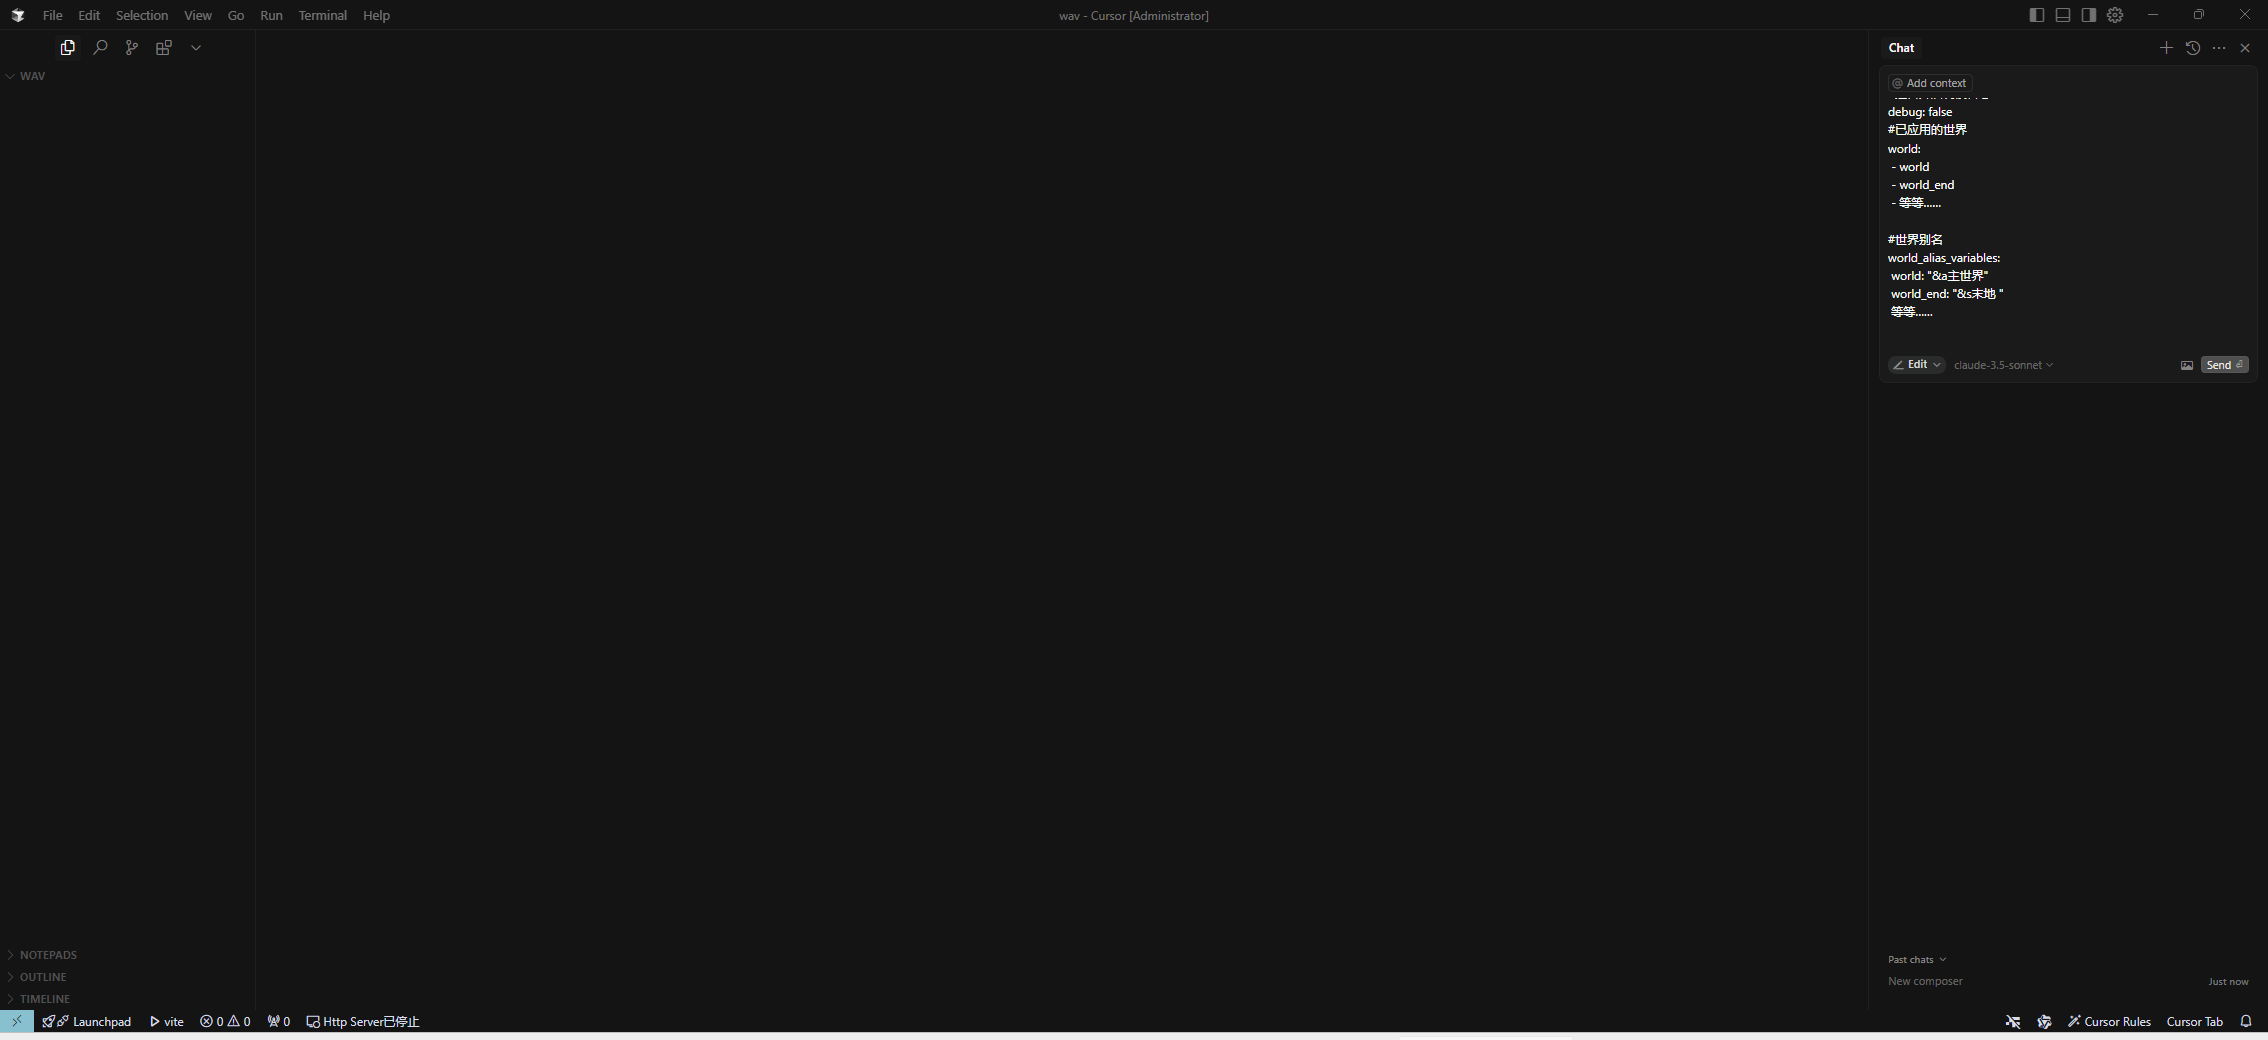 File Edit Selection View Go Run Terminal Help
wav - Cursor [Administrator]
WAV
Chat
Add context
debug: false
#已应用的世界
world:
- world
- world_end
- 等等......
#世界别名
world_alias_variables:
world: "&a主世界"
world_end: "&s末地 "
等等......
Edit
claude-3.5-sonnet
Send
Past chats
New composer
Just now
NOTEPADS
OUTLINE
TIMELINE
Launchpad
vite
0
0
0
Http Server已停止
Cursor Rules
Cursor Tab